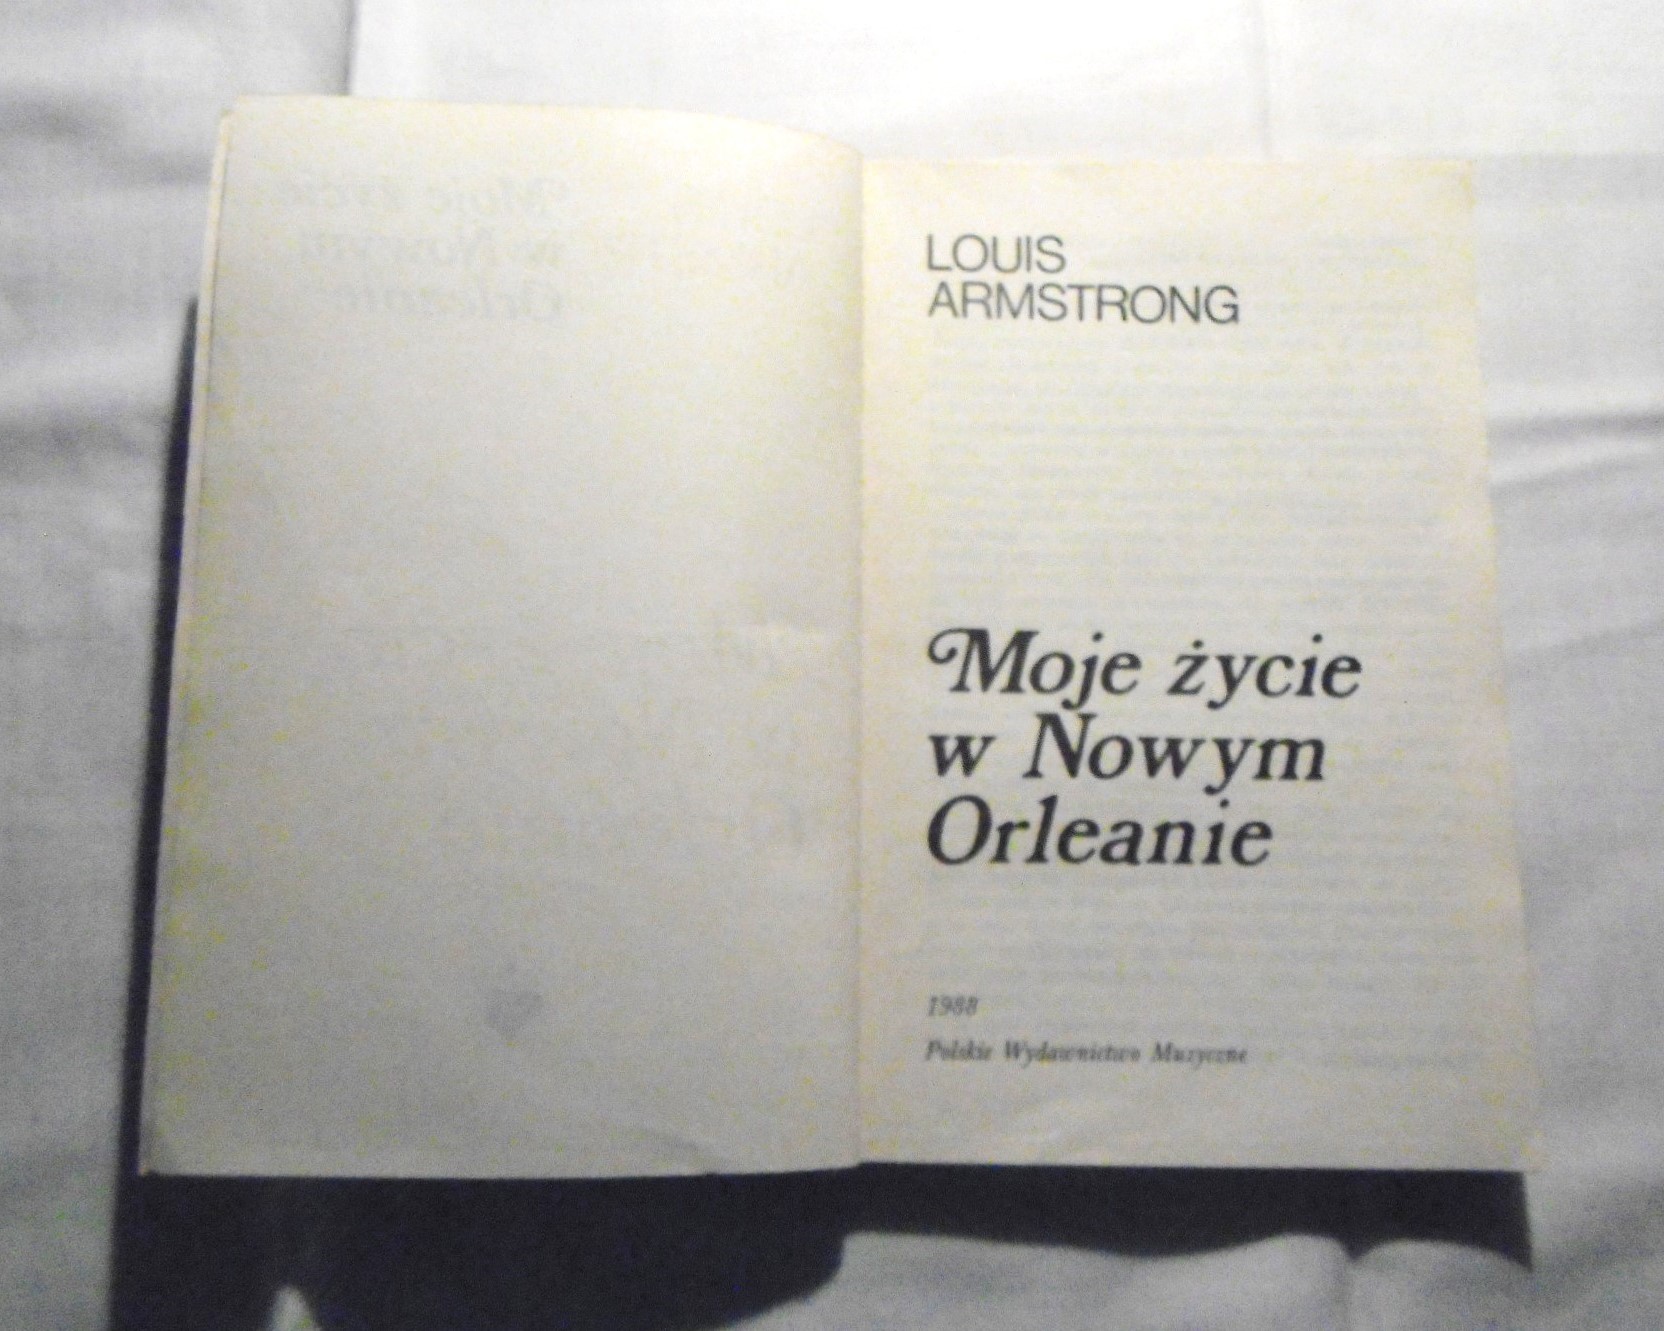 LOUIS
ARMSTRONG
Moje życie
w Nowym
Orleanie
1988
Polskie Wydawnictwo Muzyczne